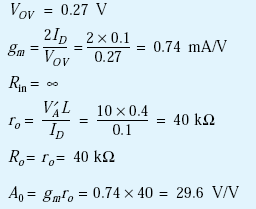 V_OV = 0.27 V
g_m = 2I_D / V_OV = 2 × 0.1 / 0.27 = 0.74 mA/V
R_in = ∞
r_o = V′_A L / I_D = 10 × 0.4 / 0.1 = 40 kΩ
R_o = r_o = 40 kΩ
A_0 = g_m r_o = 0.74 × 40 = 29.6 V/V